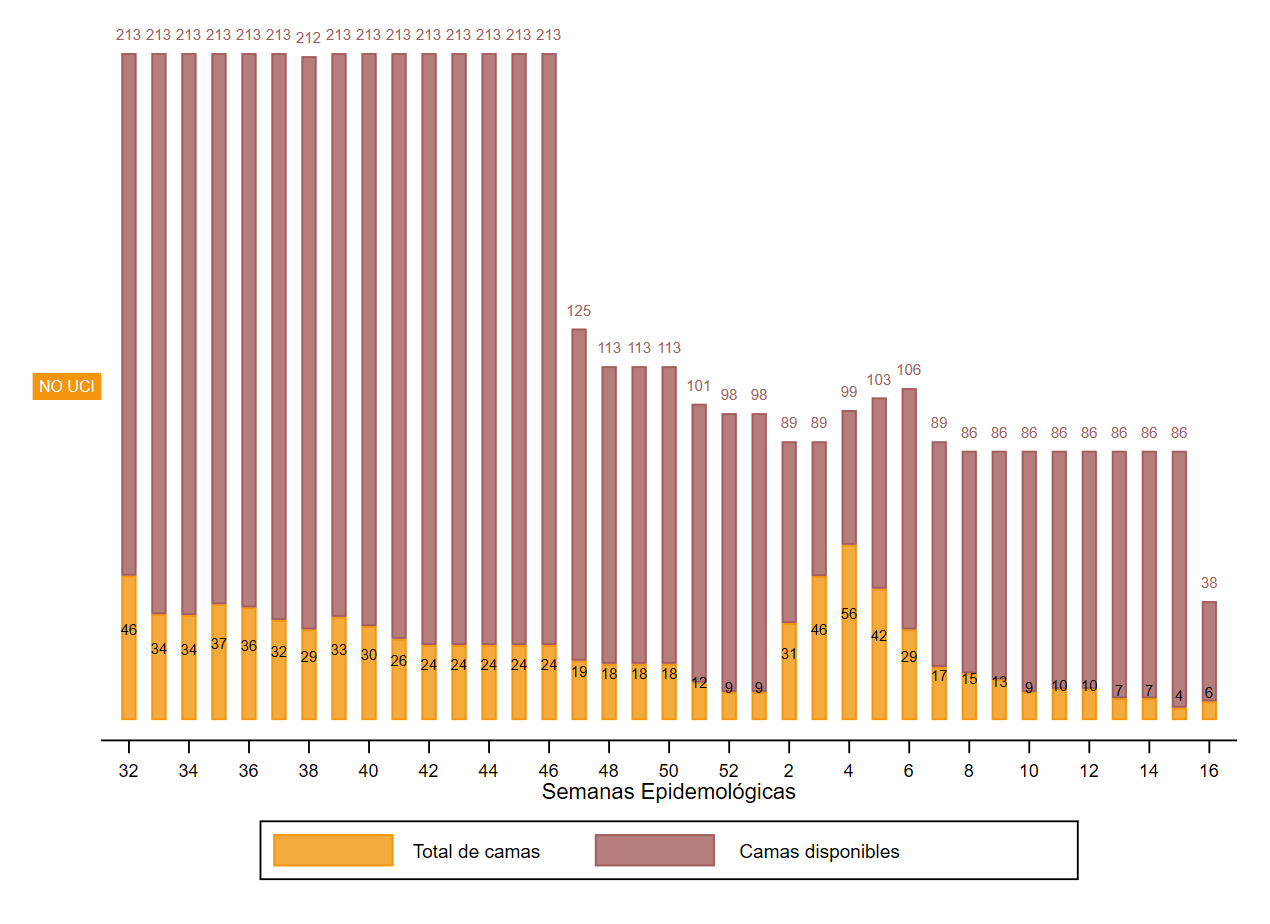 213 213 213 213 213 213 212 213 213 213 213 213 213 213 213
125
113 113 113
106
103
NO UCI
101 98 98 99
89 89 89
86 86 86 86 86 86 86 86
38
46 34 34 37 36 32 29 33 30 26 24 24 24 24 24 19 18 18 18 12 9 9 31 46 56 42 29 17 15 13 9 10 10 7 7 4 6
32 34 36 38 40 42 44 46 48 50 52 2 4 6 8 10 12 14 16
Semanas Epidemológicas
Total de camas Camas disponibles